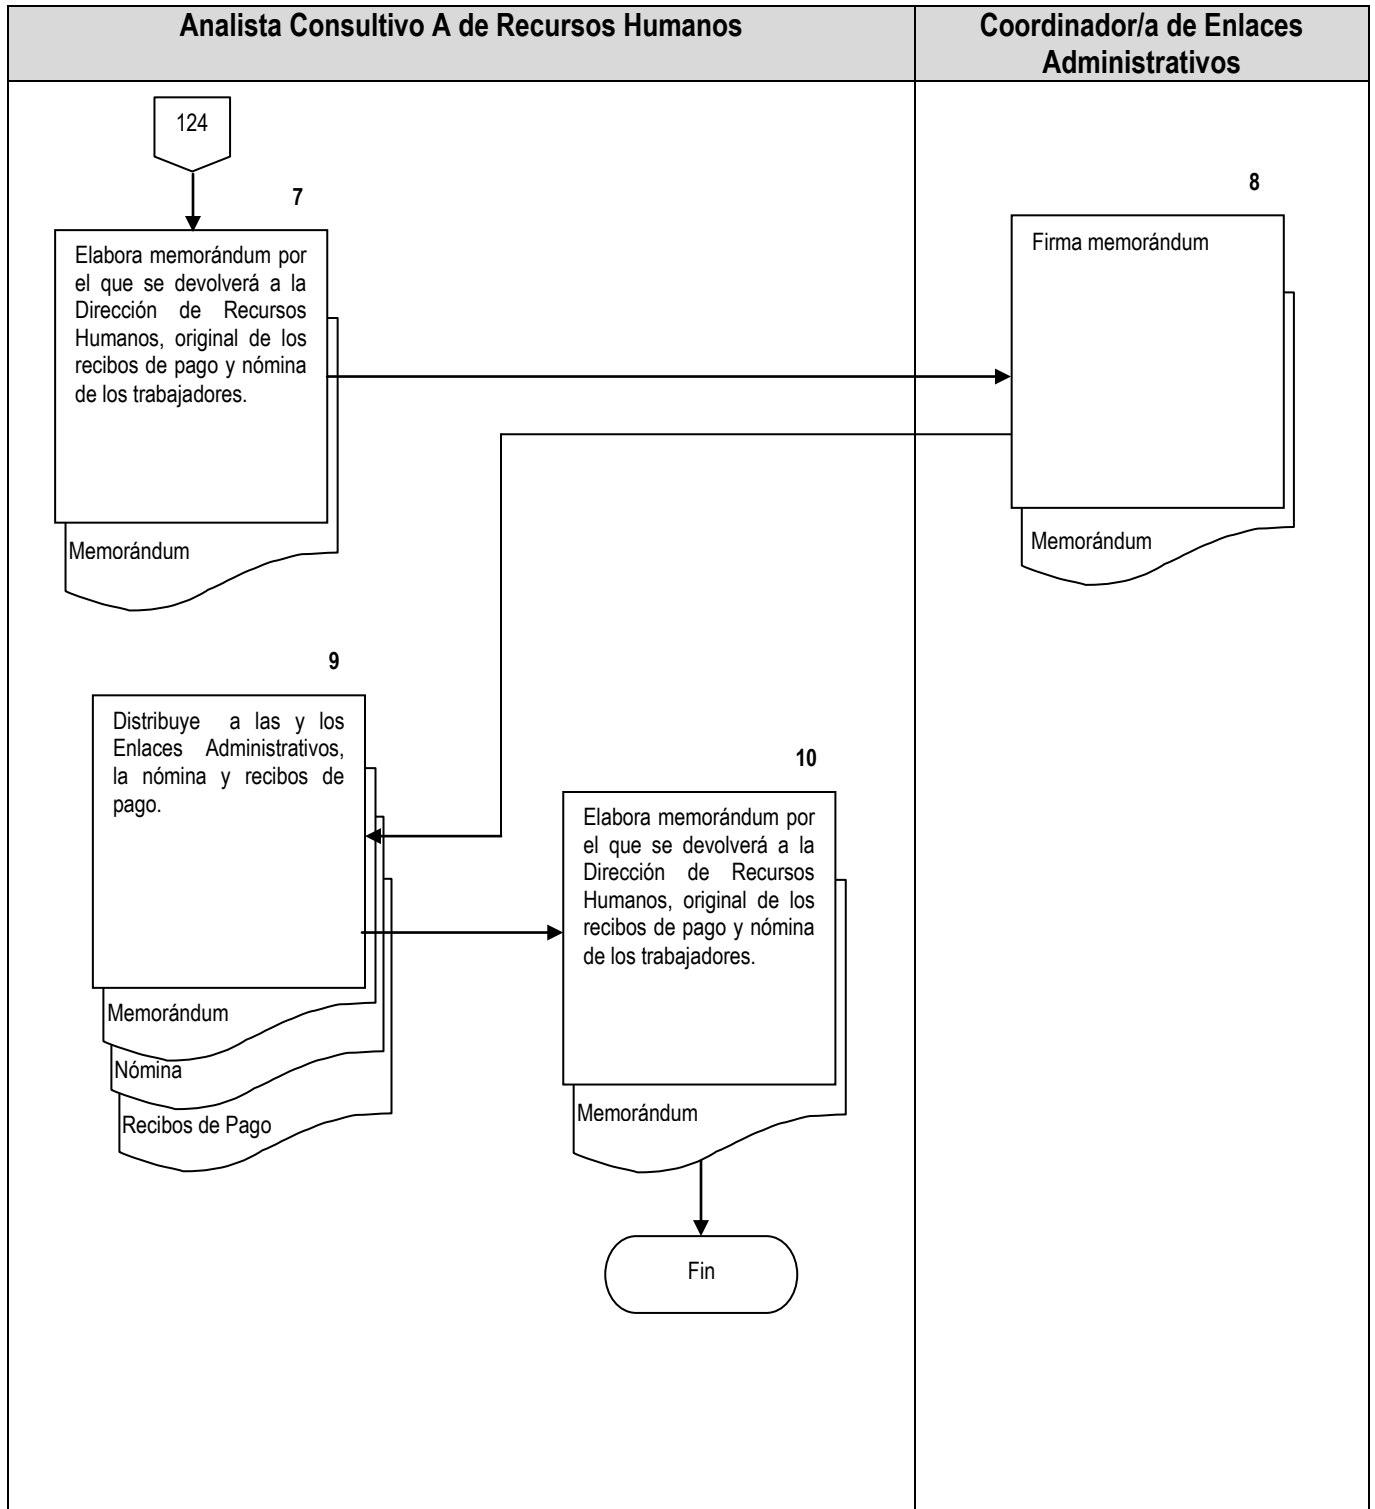 Analista Consultivo A de Recursos Humanos
Coordinador/a de Enlaces
Administrativos
124
7
Elabora memorándum por
el que se devolverá a la
Dirección de Recursos
Humanos, original de los
recibos de pago y nómina
de los trabajadores.
Memorándum
8
Firma memorándum
Memorándum
9
Distribuye a las y los
Enlaces Administrativos,
la nómina y recibos de
pago.
Memorándum
Nómina
Recibos de Pago
10
Elabora memorándum por
el que se devolverá a la
Dirección de Recursos
Humanos, original de los
recibos de pago y nómina
de los trabajadores.
Memorándum
Fin